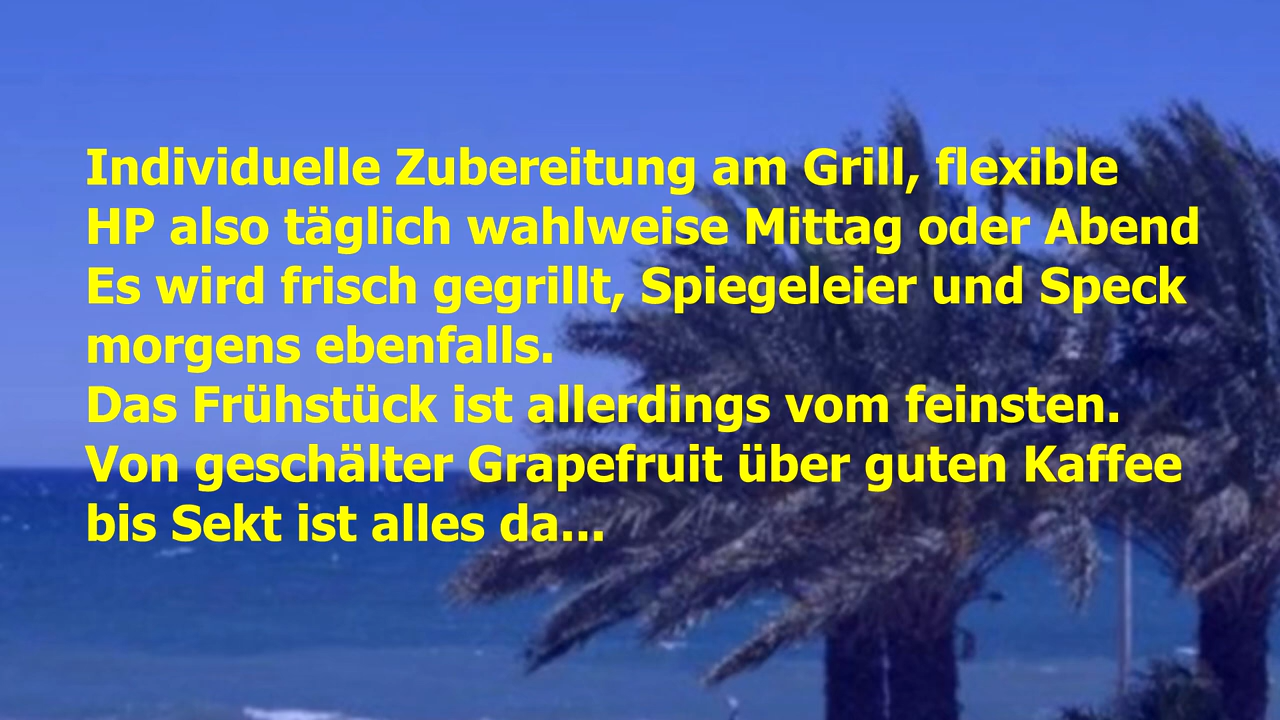 Individuelle Zubereitung am Grill, flexible
HP also täglich wahlweise Mittag oder Abend
Es wird frisch gegrillt, Spiegeleier und Speck
morgens ebenfalls.
Das Frühstück ist allerdings vom feinsten.
Von geschälter Grapefruit über guten Kaffee
bis Sekt ist alles da...